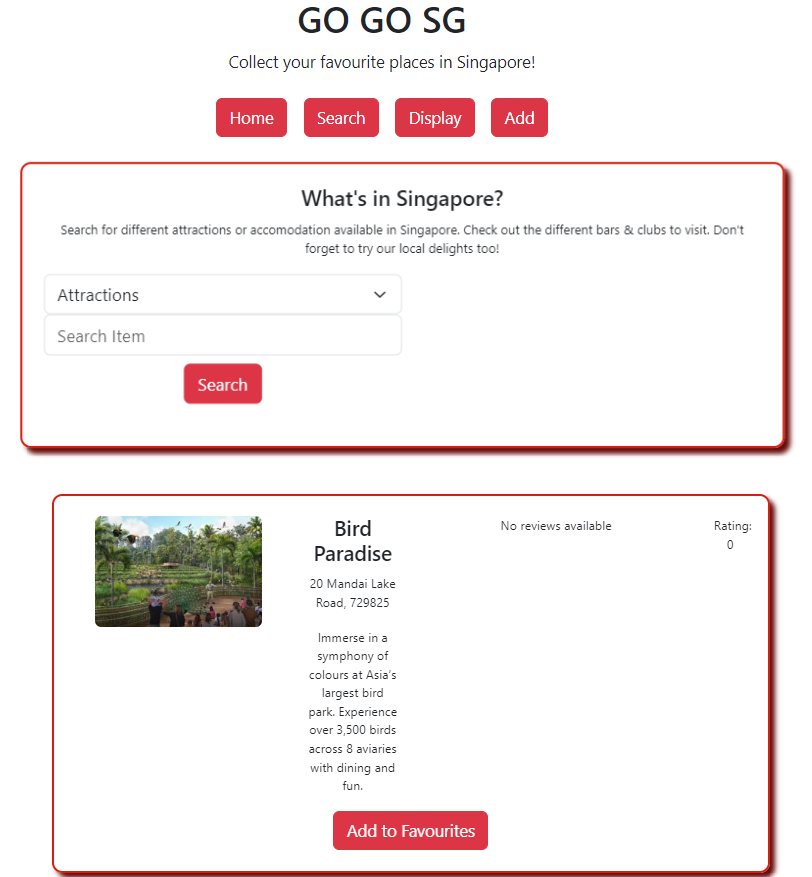 GO GO SG
Collect your favourite places in Singapore!
Home Search Display Add
What's in Singapore?
Search for different attractions or accomodation available in Singapore. Check out the different bars & clubs to visit. Don't
forget to try our local delights too!
Attractions
Search Item
Search
Bird
Paradise
20 Mandai Lake
Road, 729825
Immerse in a
symphony of
colours at Asia’s
largest bird
park. Experience
over 3,500 birds
across 8 aviaries
with dining and
fun.
No reviews available
Rating:
0
Add to Favourites